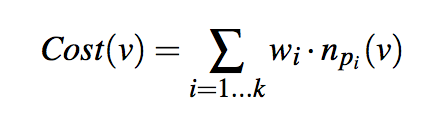 Cost(v) = ∑ w_i · n_{p_i}(v)
i=1...k